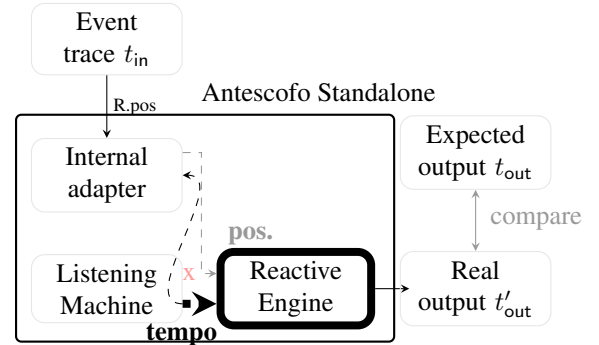 Event
trace t_in
R.pos
Antescofo Standalone
Internal
adapter
Expected
output t_out
compare
pos.
Listening
Machine
x
Reactive
Engine
Real
output t'_out
tempo